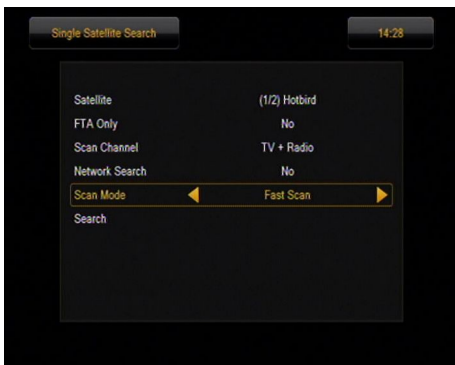 Single Satellite Search 14:28
Satellite (1/2) Hotbird
FTA Only No
Scan Channel TV + Radio
Network Search No
Scan Mode Fast Scan
Search